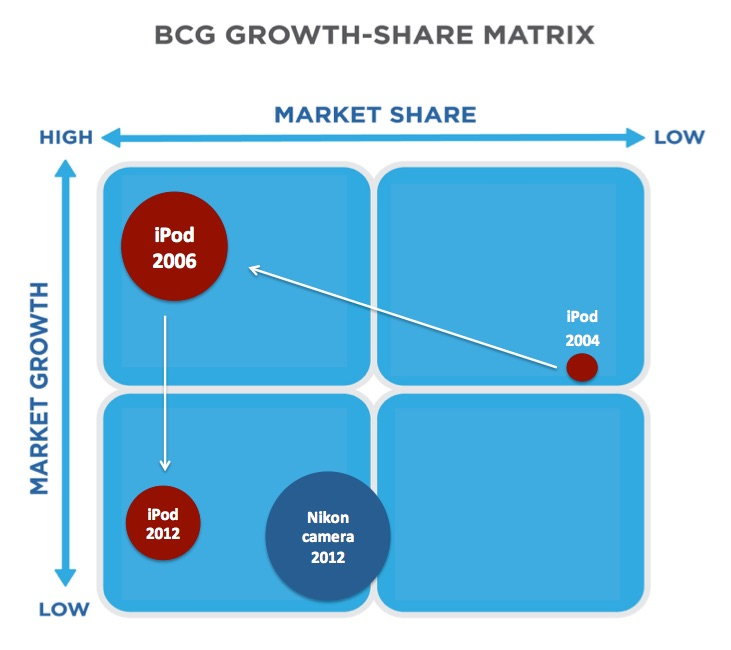 BCG GROWTH-SHARE MATRIX
MARKET SHARE
HIGH
LOW
iPod
2006
iPod
2004
MARKET GROWTH
iPod
2012
Nikon
camera
2012
LOW